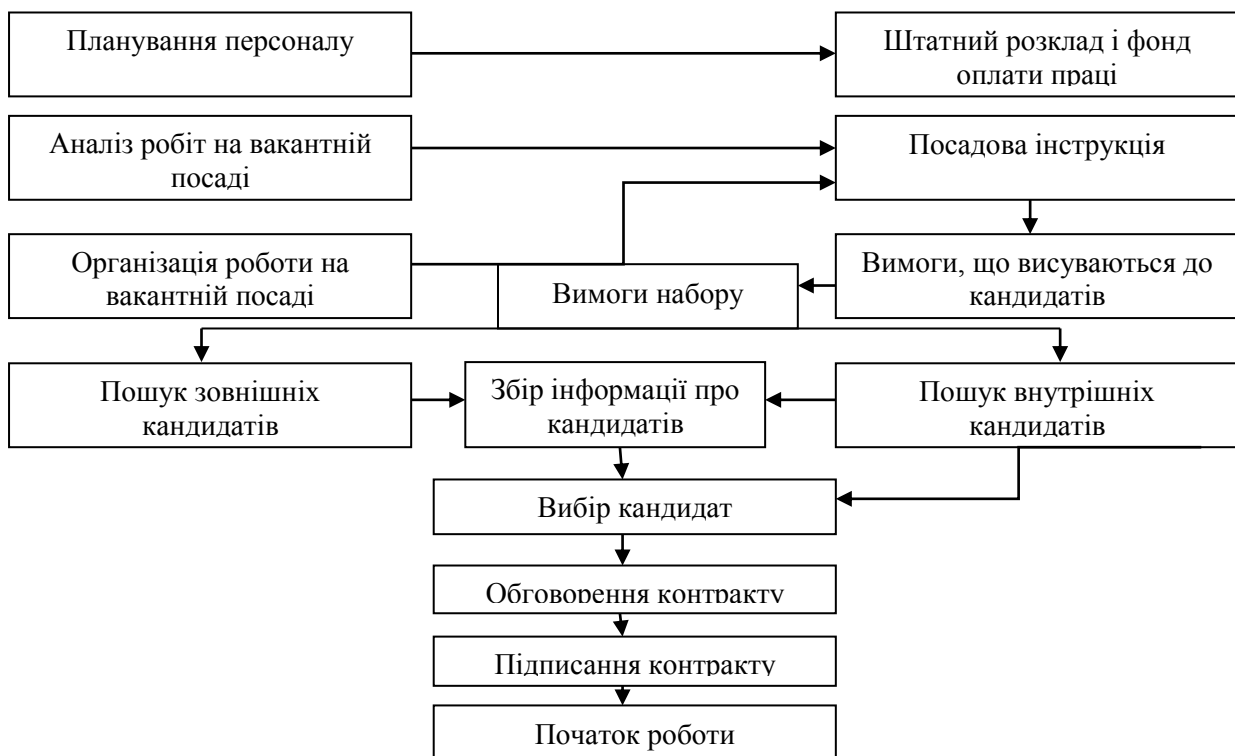 Планування персоналу
Штатний розклад і фонд
оплати праці
Аналіз робіт на вакантній
посаді
Посадова інструкція
Організація роботи на
вакантній посаді
Вимоги набору
Вимоги, що висуваються до
кандидатів
Пошук зовнішніх
кандидатів
Збір інформації про
кандидатів
Пошук внутрішніх
кандидатів
Вибір кандидат
Обговорення контракту
Підписання контракту
Початок роботи